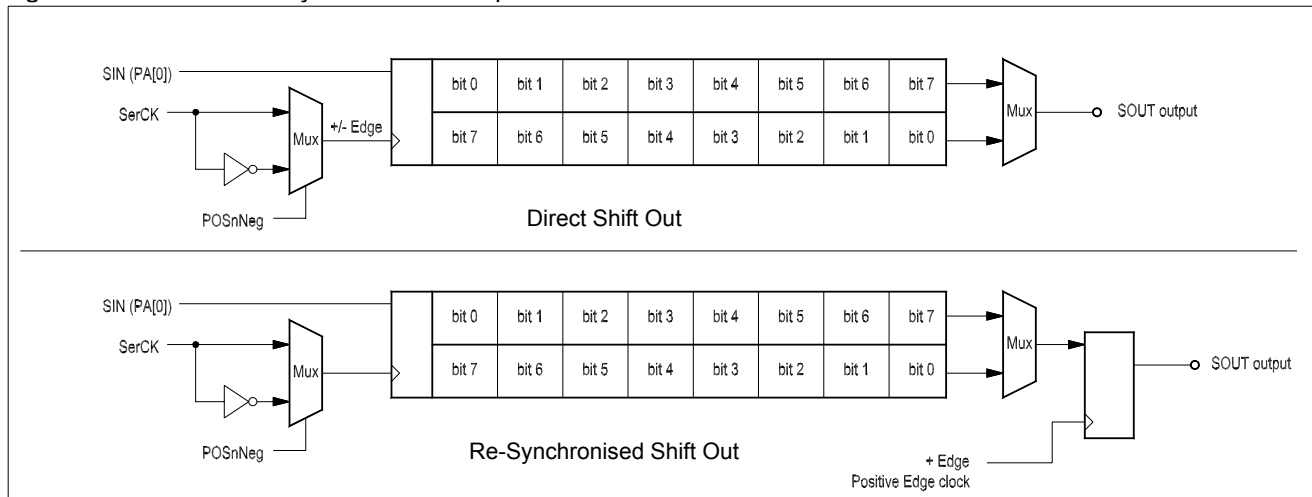 SIN (PA[0])
SerCK
Mux
+/- Edge
POSnNeg
bit 0 bit 1 bit 2 bit 3 bit 4 bit 5 bit 6 bit 7
bit 7 bit 6 bit 5 bit 4 bit 3 bit 2 bit 1 bit 0
Mux
SOUT output
Direct Shift Out
SIN (PA[0])
SerCK
Mux
POSnNeg
bit 0 bit 1 bit 2 bit 3 bit 4 bit 5 bit 6 bit 7
bit 7 bit 6 bit 5 bit 4 bit 3 bit 2 bit 1 bit 0
Mux
SOUT output
Re-Synchronised Shift Out
+ Edge
Positive Edge clock